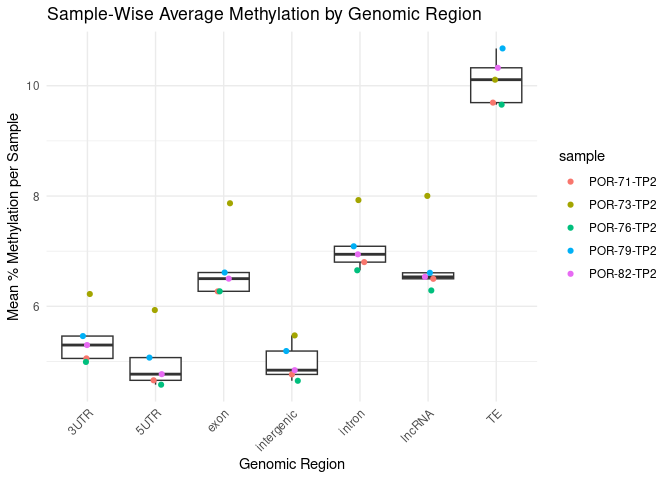 Sample-Wise Average Methylation by Genomic Region
Mean % Methylation per Sample
10
8
6
3UTR
5UTR
exon
intergenic
intron
lncRNA
TE
Genomic Region
sample
POR-71-TP2
POR-73-TP2
POR-76-TP2
POR-79-TP2
POR-82-TP2